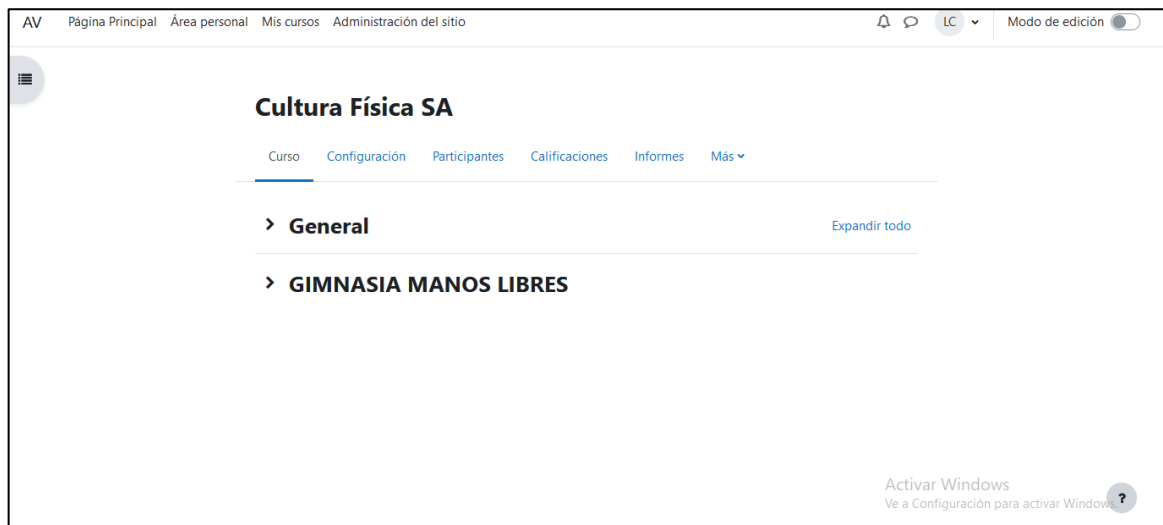 AV Página Principal Área personal Mis cursos Administración del sitio LC Modo de edición
Cultura Física SA
Curso Configuración Participantes Calificaciones Informes Más
General Expandir todo
GIMNASIA MANOS LIBRES
Activar Windows
Ve a Configuración para activar Windows.
?